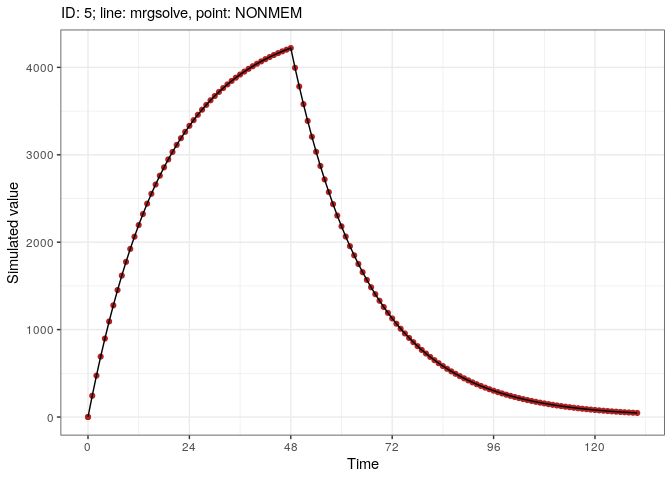 ID: 5; line: mrgsolve, point: NONMEM
Simulated value
4000
3000
2000
1000
0
0 24 48 72 96 120
Time